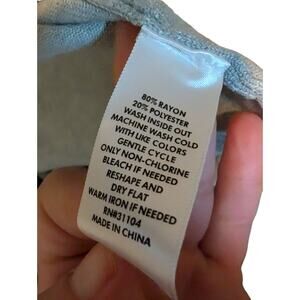 80% RAYON
20% POLYESTER
WASH INSIDE OUT
MACHINE WASH COLD
WITH LIKE COLORS
GENTLE CYCLE
ONLY NON-CHLORINE
BLEACH IF NEEDED
RESHAPE AND
DRY FLAT
WARM IRON IF NEEDED
RN#31104
MADE IN CHINA